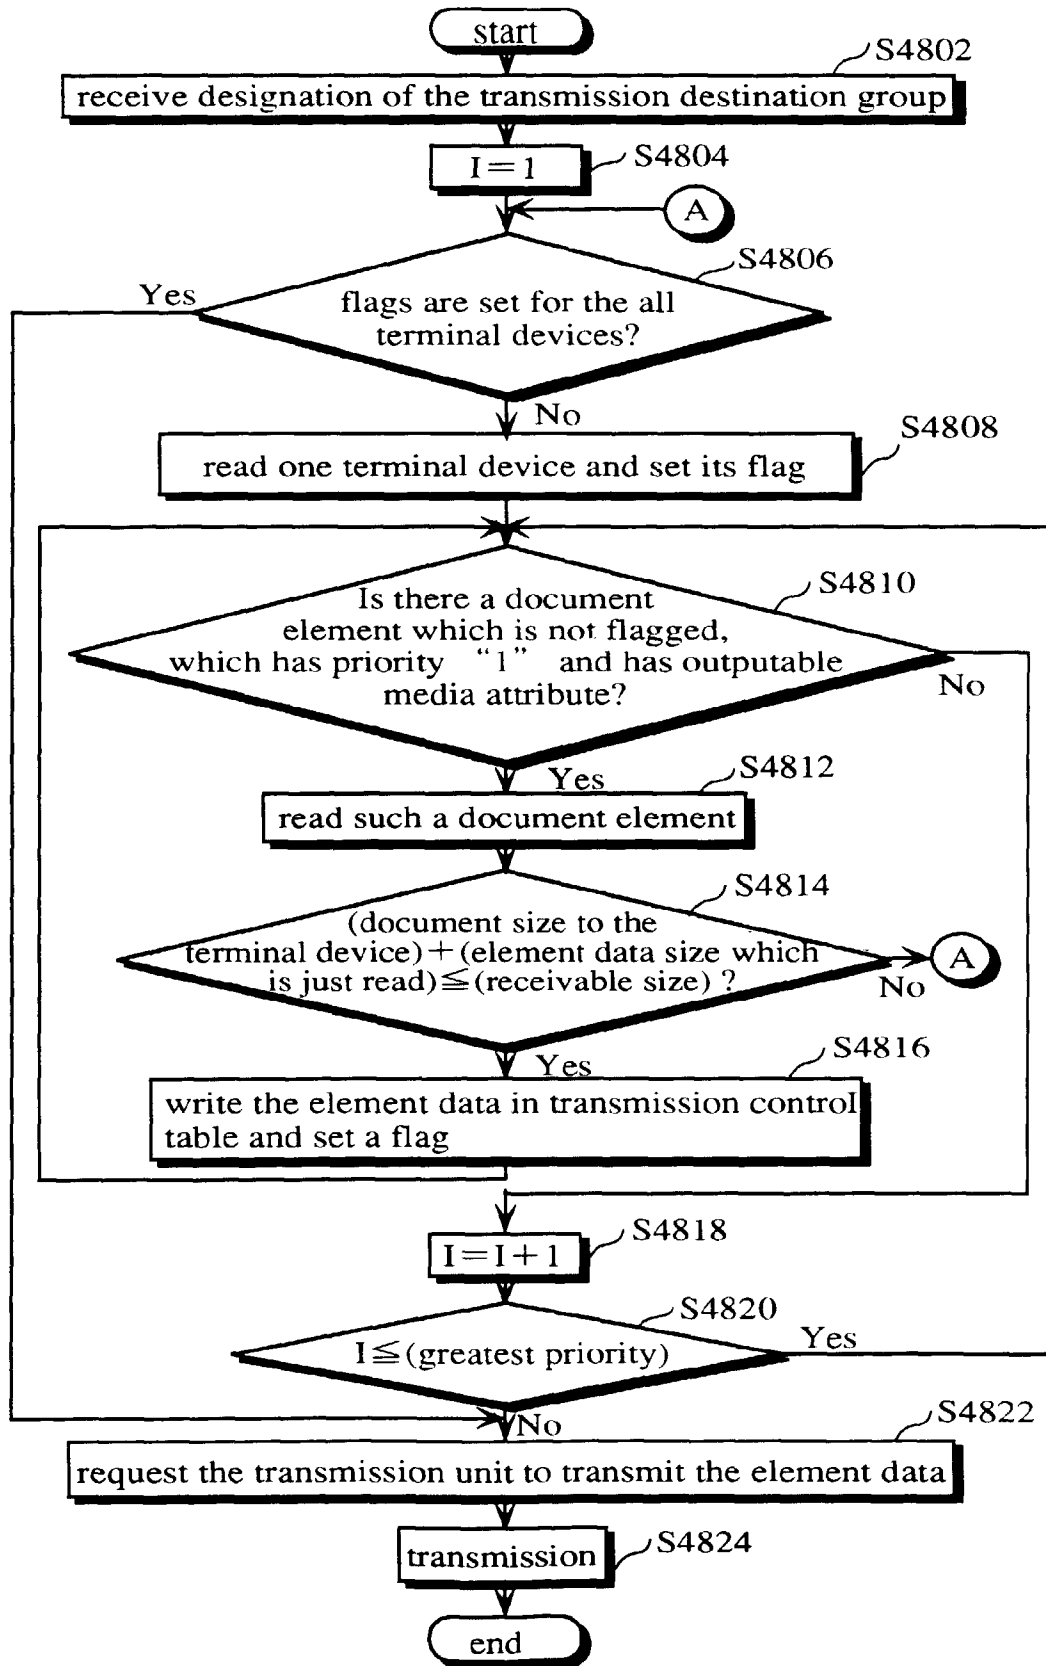 start
S4802
receive designation of the transmission destination group
I=1
S4804
A
S4806
Yes
flags are set for the all
terminal devices?
No
S4808
read one terminal device and set its flag
S4810
Is there a document
element which is not flagged,
which has priority "1" and has outputable
media attribute?
No
Yes
S4812
read such a document element
S4814
(document size to the
terminal device)+(element data size which
is just read)≦(receivable size) ?
A
No
Yes
S4816
write the element data in transmission control
table and set a flag
I=I+1
S4818
S4820
I≦(greatest priority)
Yes
No
S4822
request the transmission unit to transmit the element data
transmission
S4824
end